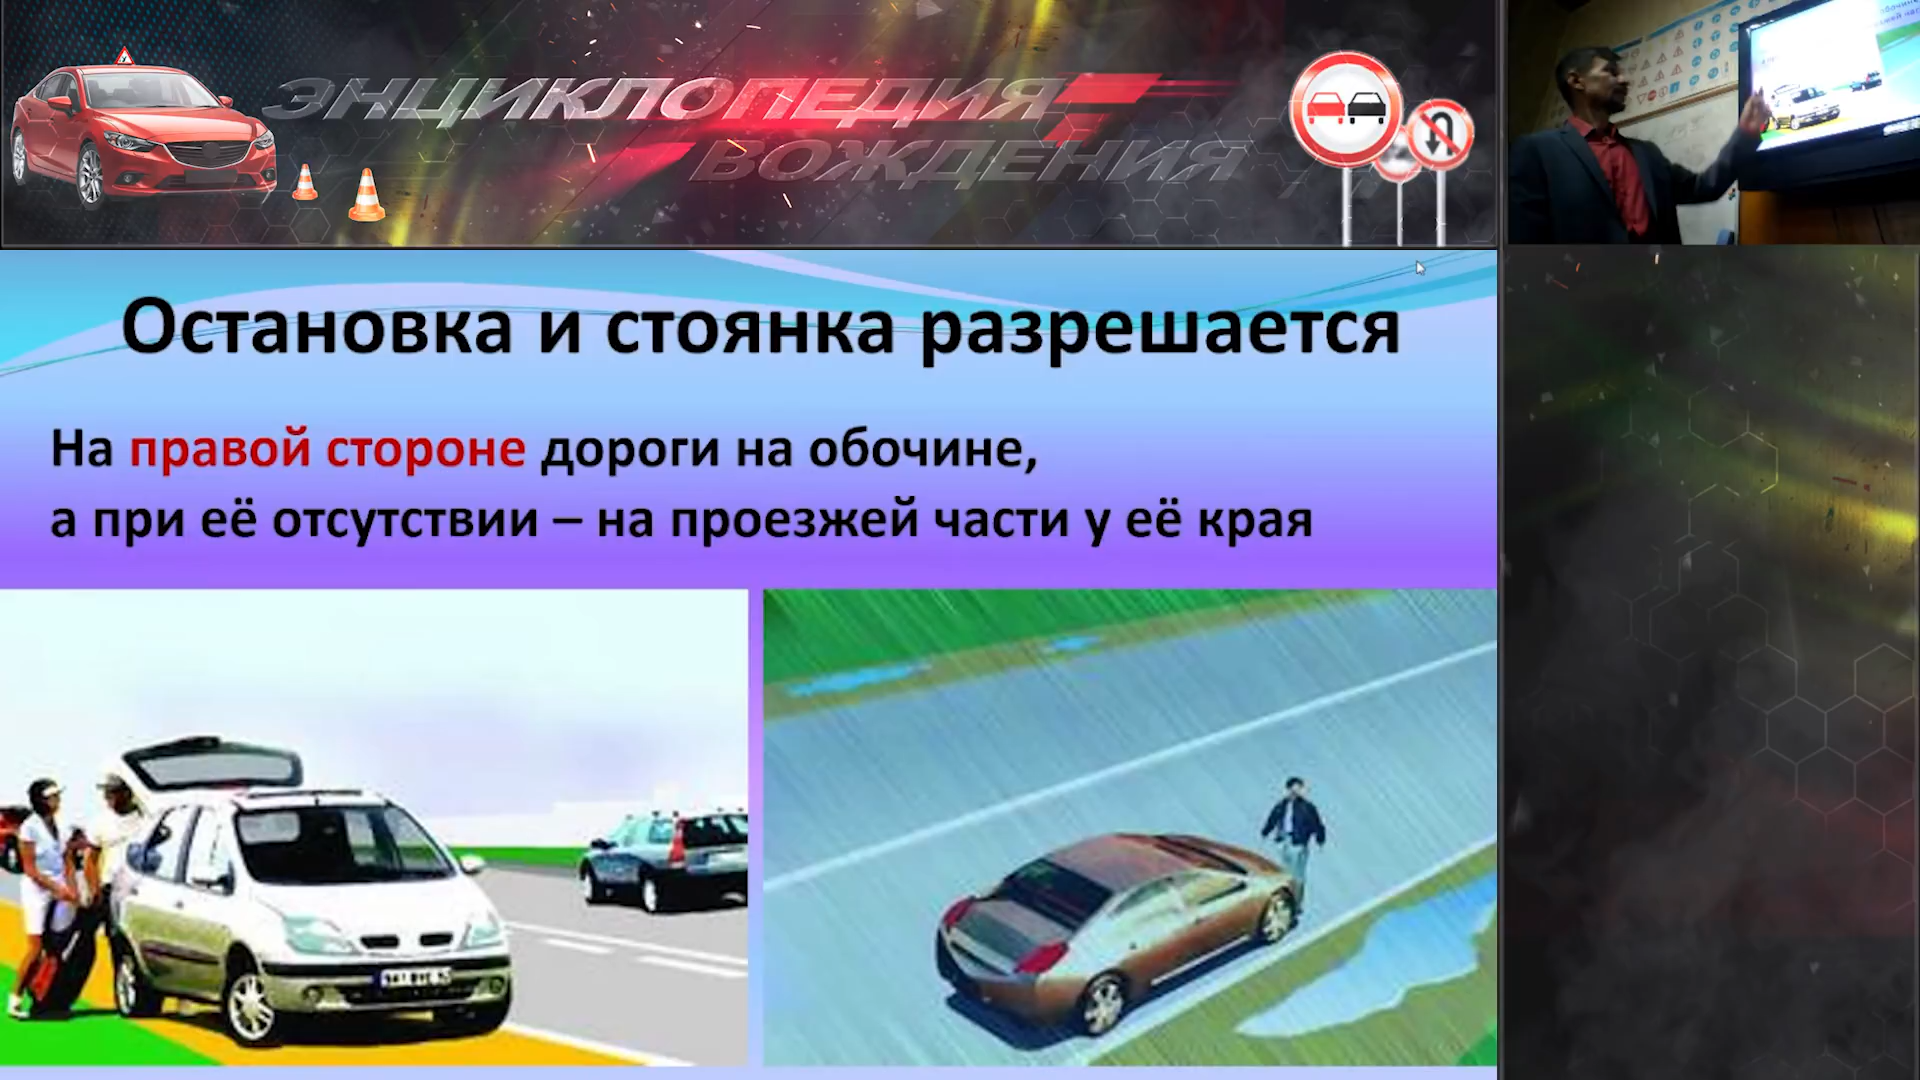 ЭНЦИКЛОПЕДИЯ
ВОЖДЕНИЯ
Остановка и стоянка разрешается
На правой стороне дороги на обочине,
а при её отсутствии – на проезжей части у её края